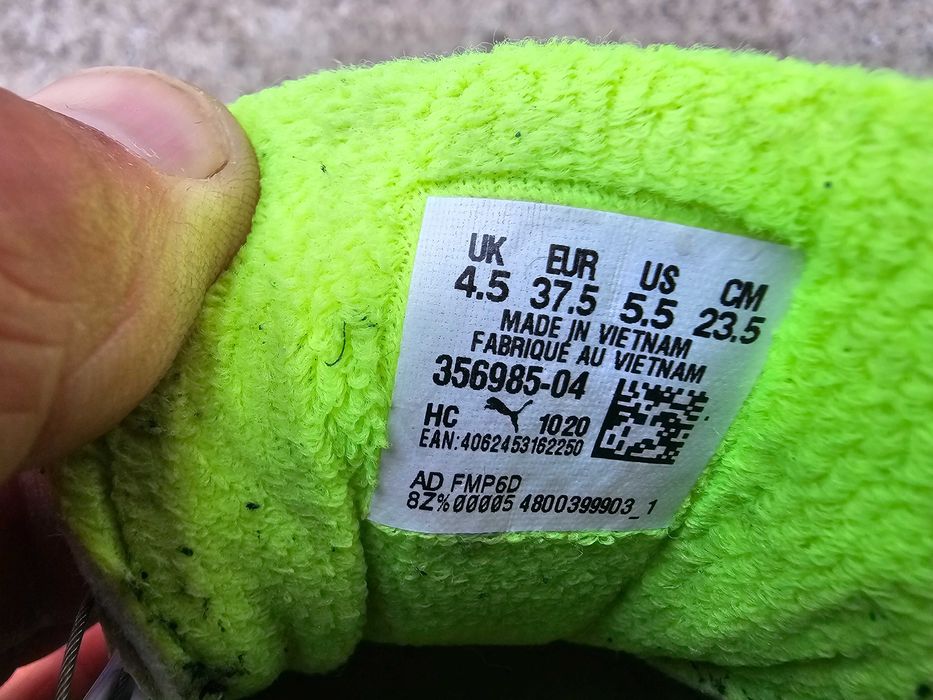 UK EUR US CM
4.5 37.5 5.5 23.5
MADE IN VIETNAM
FABRIQUÉ AU VIETNAM
356985-04
HC 1020
EAN:4062453162250
AD FMP6D
8Z%00005 4800399903_1